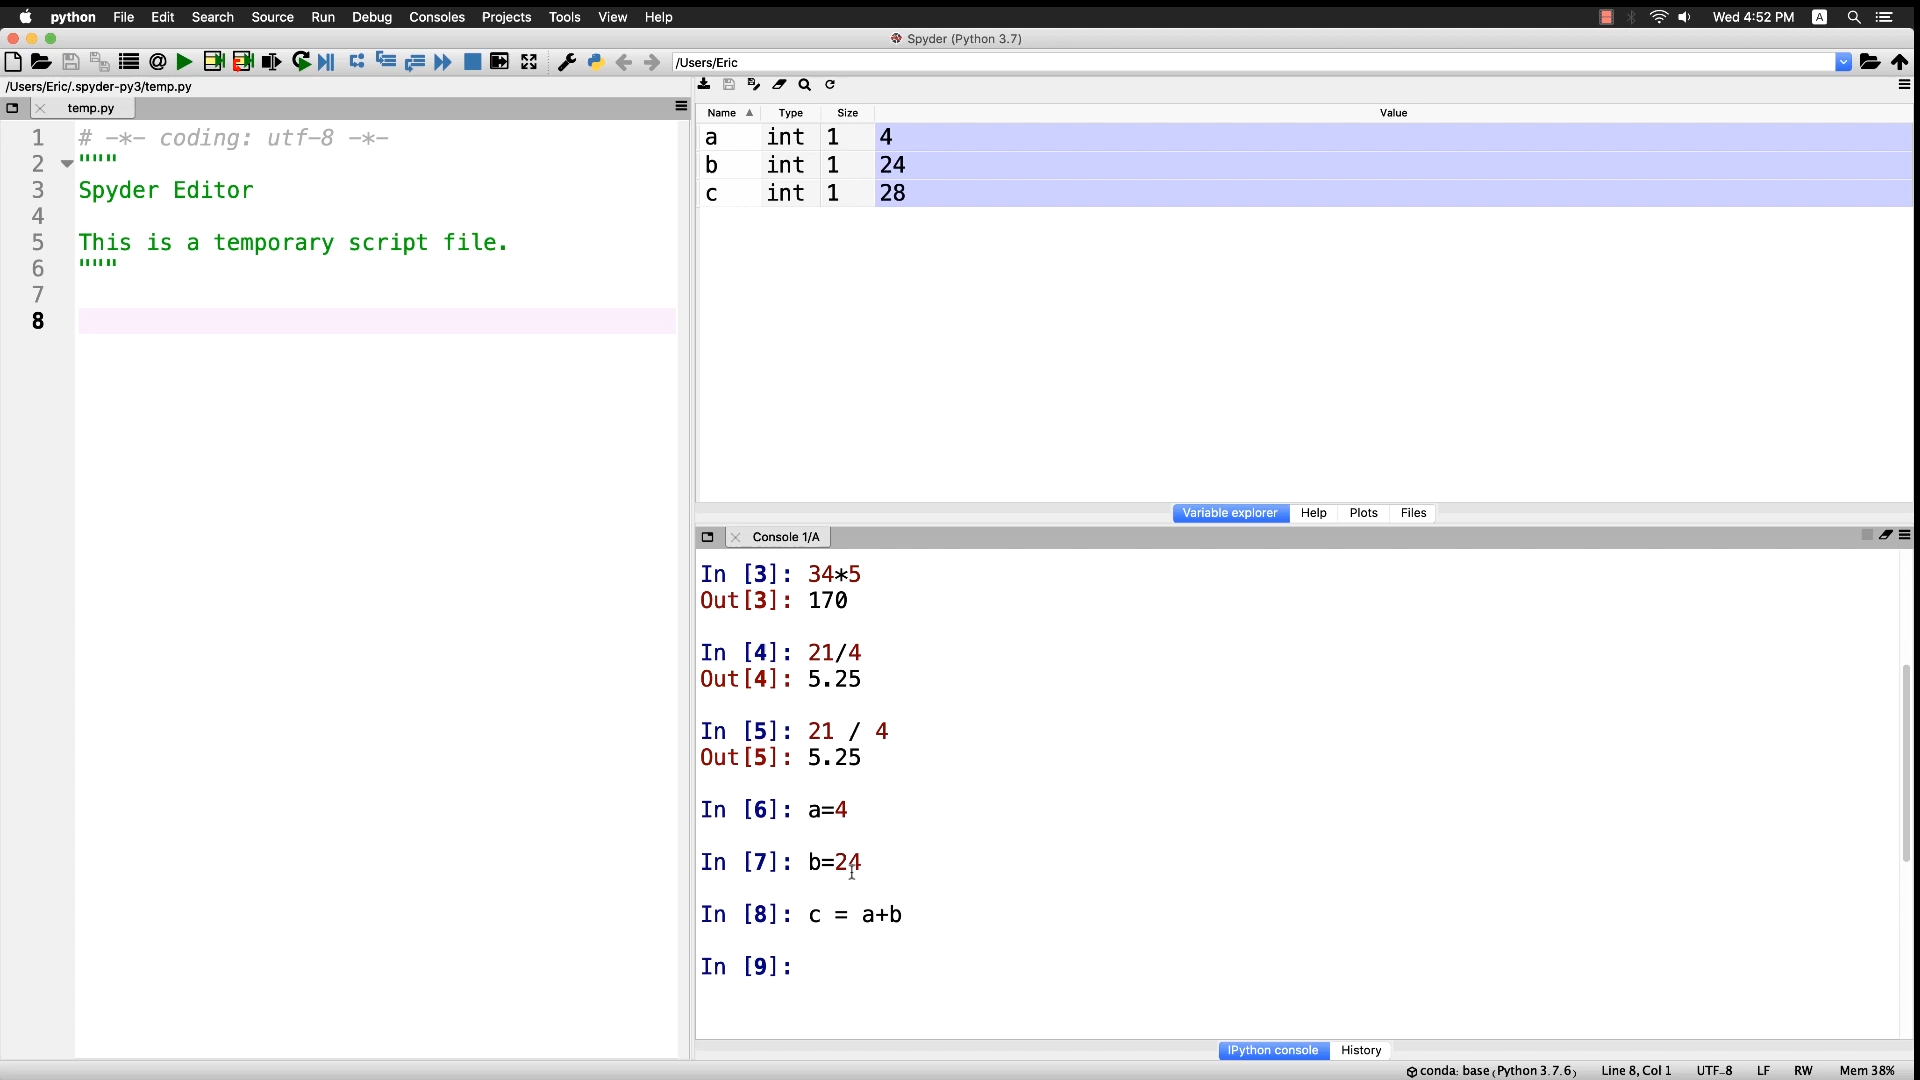 python File Edit Search Source Run Debug Consoles Projects Tools View Help Wed 4:52 PM A
Spyder (Python 3.7)
/Users/Eric
/Users/Eric/.spyder-py3/temp.py
temp.py
1 # -*- coding: utf-8 -*-
2 """
3 Spyder Editor
4
5 This is a temporary script file.
6 """
7
8
Name Type Size Value
a int 1 4
b int 1 24
c int 1 28
Variable explorer Help Plots Files
Console 1/A
In [3]: 34*5
Out[3]: 170
In [4]: 21/4
Out[4]: 5.25
In [5]: 21 / 4
Out[5]: 5.25
In [6]: a=4
In [7]: b=24
In [8]: c = a+b
In [9]:
IPython console History
conda: base (Python 3.7.6) Line 8, Col 1 UTF-8 LF RW Mem 38%